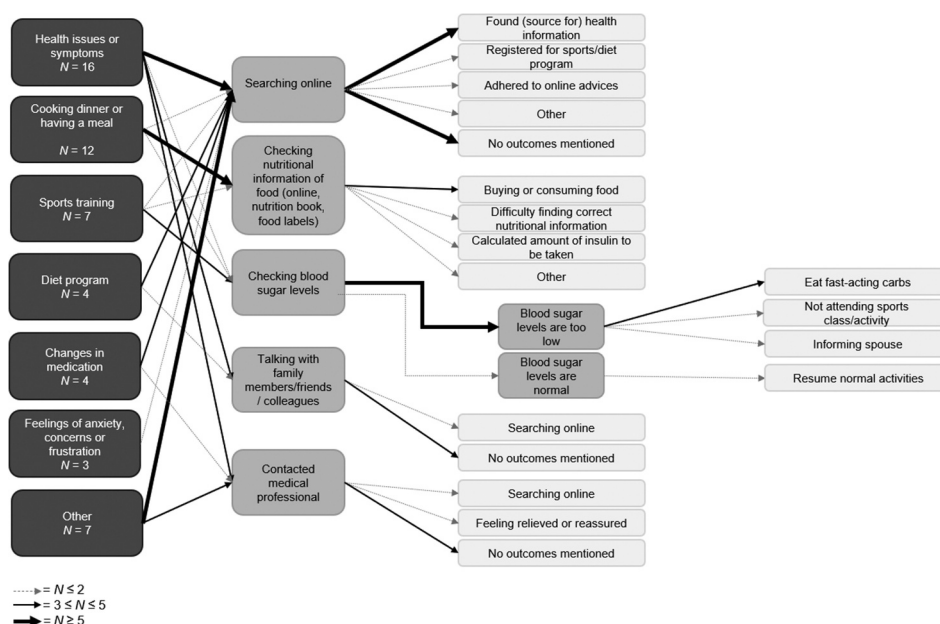 Health issues or
symptoms
N = 16
Cooking dinner or
having a meal
N = 12
Sports training
N = 7
Diet program
N = 4
Changes in
medication
N = 4
Feelings of anxiety,
concerns or
frustration
N = 3
Other
N = 7
Searching online
Checking
nutritional
information of
food (online,
nutrition book,
food labels)
Checking blood
sugar levels
Talking with
family
members/friends
/ colleagues
Contacted
medical
professional
Found (source for) health
information
Registered for sports/diet
program
Adhered to online advices
Other
No outcomes mentioned
Buying or consuming food
Difficulty finding correct
nutritional information
Calculated amount of insulin to
be taken
Other
Blood sugar
levels are too
low
Blood sugar
levels are
normal
Eat fast-acting carbs
Not attending sports
class/activity
Informing spouse
Resume normal activities
Searching online
No outcomes mentioned
Searching online
Feeling relieved or reassured
No outcomes mentioned
= N ≤ 2
= 3 ≤ N ≤ 5
= N ≥ 5